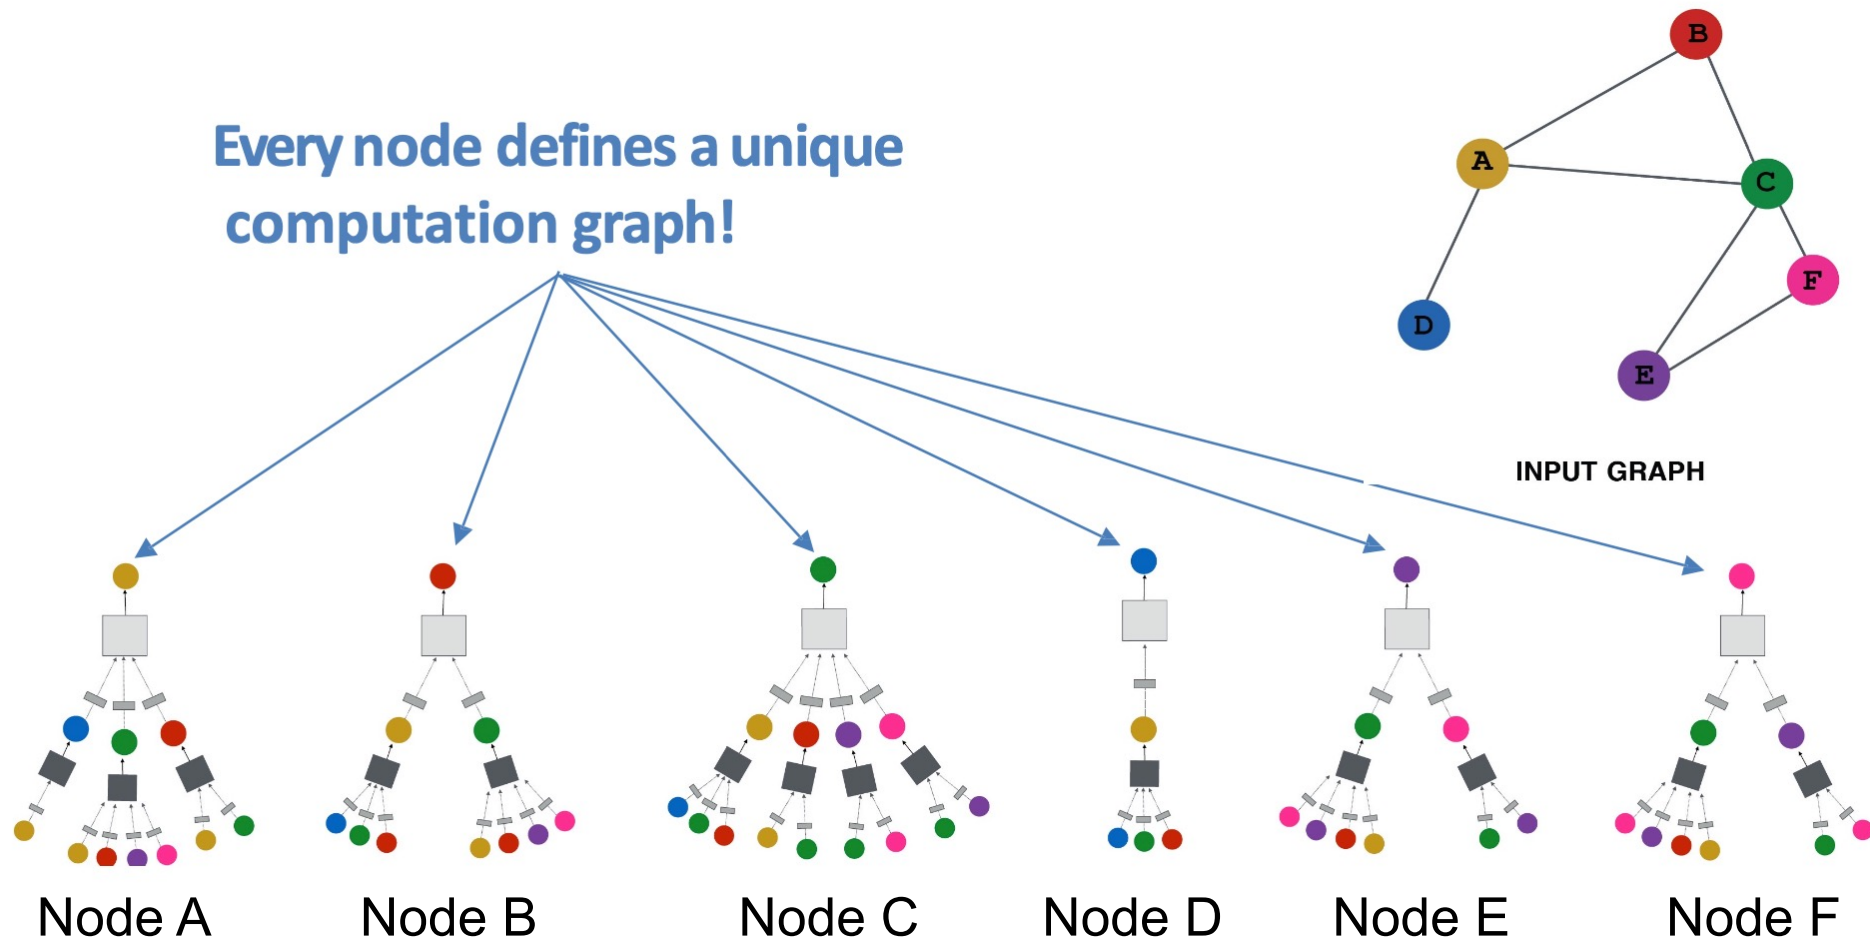 Every node defines a unique
computation graph!
B
A
C
F
D
E
INPUT GRAPH
Node A
Node B
Node C
Node D
Node E
Node F